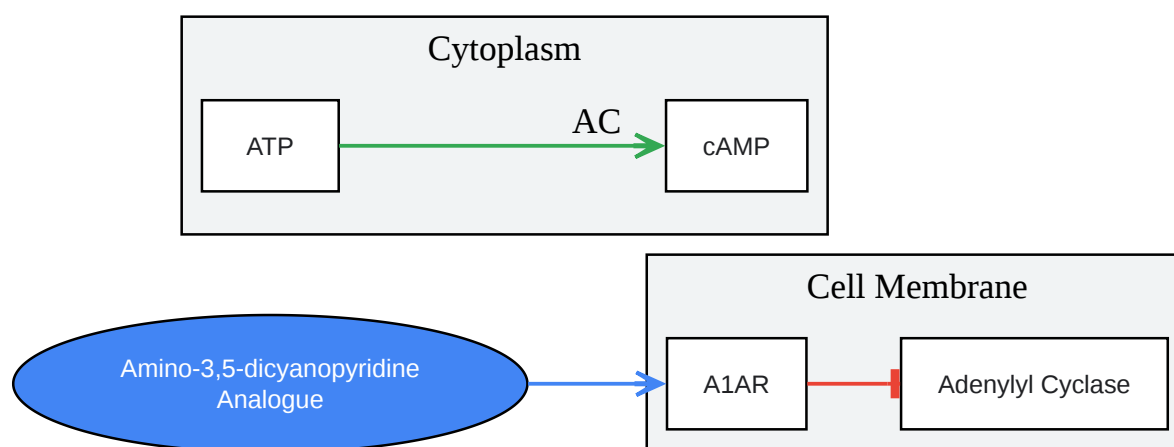 Cytoplasm
ATP
AC
cAMP
Cell Membrane
Amino-3,5-dicyanopyridine
Analogue
A1AR
Adenylyl Cyclase